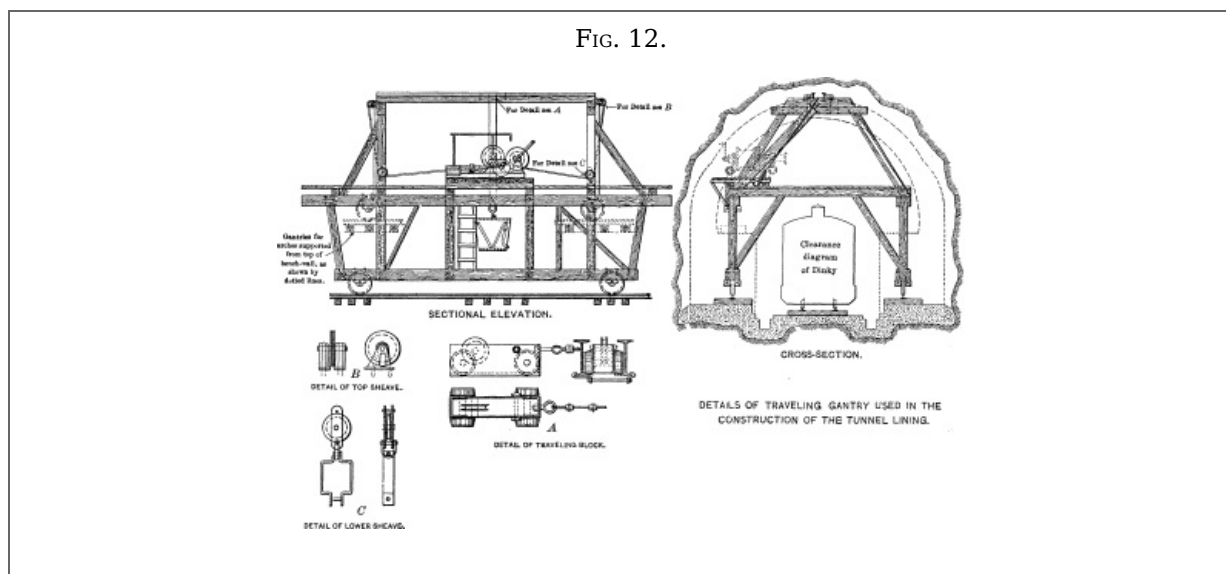 Fig. 12.
For Detail see A
For Detail see B
For Detail see C
Gantries for
arches supported
from top of
bench-wall, as
shown by
dotted lines.
SECTIONAL ELEVATION.
Clearance
diagram
of Dinky
CROSS-SECTION.
B
DETAIL OF TOP SHEAVE.
A
DETAIL OF TRAVELING BLOCK.
C
DETAIL OF LOWER SHEAVE.
DETAILS OF TRAVELING GANTRY USED IN THE
CONSTRUCTION OF THE TUNNEL LINING.